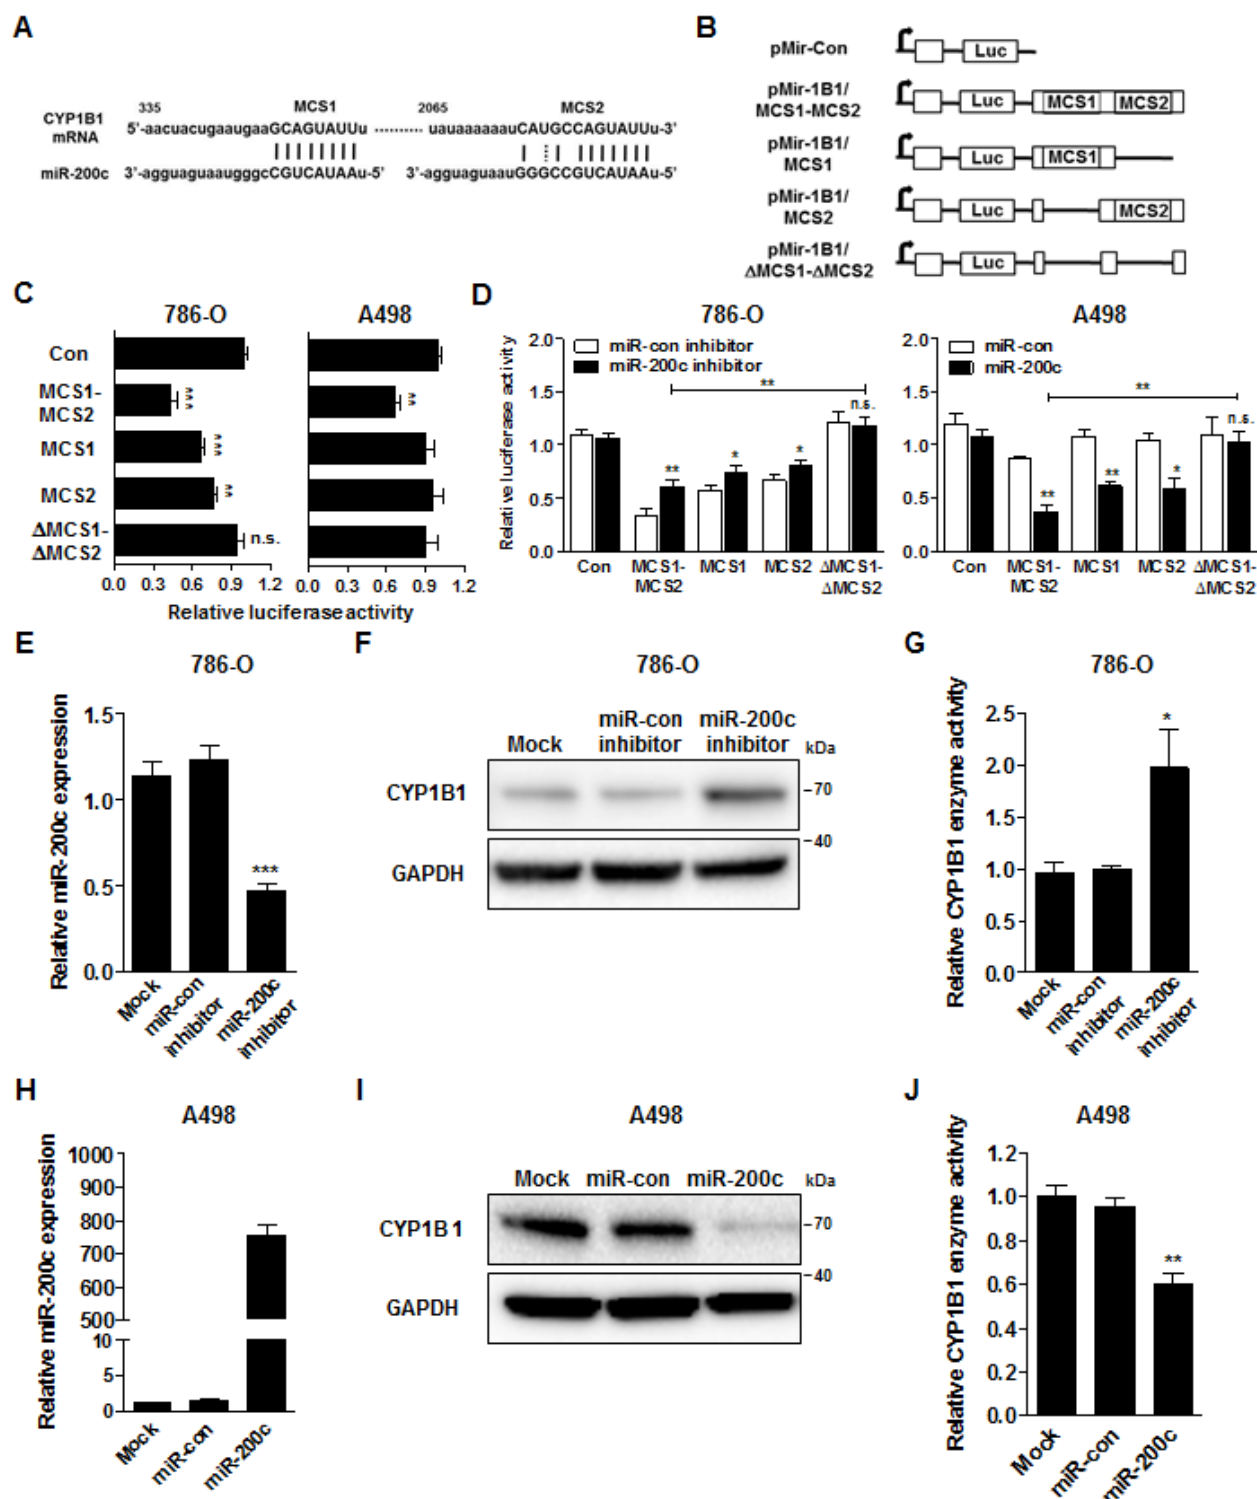 A
335 MCS1 2065 MCS2
CYP1B1
mRNA
5'-aacuacugaaugaaGCAGUAUUu ············ uauaaaaaauCAUGCCAGUAUUu-3'
miR-200c 3'-agguaguaaugggcCGUCAUAAu-5' 3'-agguaguaauGGGCCGUCAUAAu-5'
B
pMir-Con
Luc
pMir-1B1/
MCS1-MCS2
Luc MCS1 MCS2
pMir-1B1/
MCS1
Luc MCS1
pMir-1B1/
MCS2
Luc MCS2
pMir-1B1/
ΔMCS1-ΔMCS2
Luc
C
786-O A498
Con
MCS1-
MCS2
*** **
MCS1
***
MCS2
**
ΔMCS1-
ΔMCS2
n.s.
0.0 0.3 0.6 0.9 1.2 0.0 0.3 0.6 0.9 1.2
Relative luciferase activity
D
786-O
Relative luciferase activity
2.0
1.5
1.0
0.5
0.0
miR-con inhibitor
miR-200c inhibitor
**
** * * n.s.
Con MCS1-
MCS2
MCS1 MCS2 ΔMCS1-
ΔMCS2
A498
2.0
1.5
1.0
0.5
0.0
miR-con
miR-200c
**
** ** * n.s.
Con MCS1-
MCS2
MCS1 MCS2 ΔMCS1-
ΔMCS2
E
786-O
Relative miR-200c expression
1.5
1.0
0.5
0.0
***
Mock
miR-con
inhibitor
miR-200c
inhibitor
F
786-O
Mock
miR-con
inhibitor
miR-200c
inhibitor
kDa
CYP1B1
-70
-40
GAPDH
G
786-O
Relative CYP1B1 enzyme activity
2.5
2.0
1.5
1.0
0.5
0.0
*
Mock
miR-con
inhibitor
miR-200c
inhibitor
H
A498
Relative miR-200c expression
1000
900
800
700
600
500
10
5
0
Mock
miR-con
miR-200c
I
A498
Mock miR-con miR-200c kDa
CYP1B1
-70
-40
GAPDH
J
A498
Relative CYP1B1 enzyme activity
1.2
1.0
0.8
0.6
0.4
0.2
0.0
**
Mock
miR-con
miR-200c